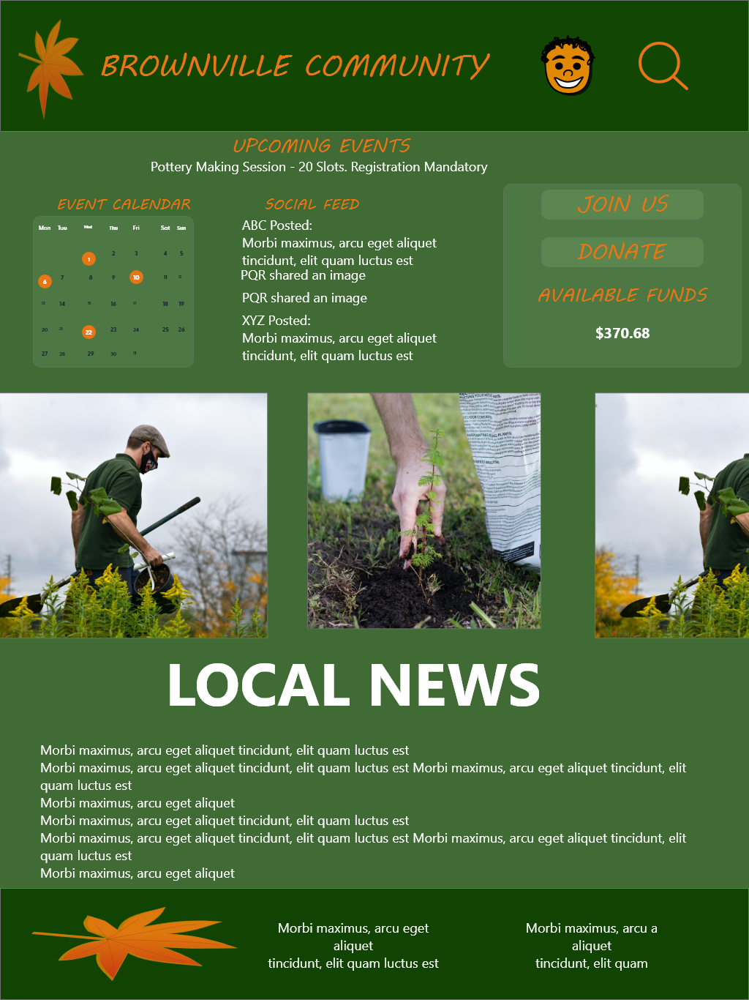 BROWNVILLE COMMUNITY
UPCOMING EVENTS
Pottery Making Session - 20 Slots. Registration Mandatory
EVENT CALENDAR
Mon Tue Wed Thu Fri Sat Sun
1 2 3 4 5
6 7 8 9 10 11 12
13 14 15 16 17 18 19
20 21 22 23 24 25 26
27 28 29 30 31
SOCIAL FEED
ABC Posted:
Morbi maximus, arcu eget aliquet
tincidunt, elit quam luctus est
PQR shared an image
PQR shared an image
XYZ Posted:
Morbi maximus, arcu eget aliquet
tincidunt, elit quam luctus est
JOIN US
DONATE
AVAILABLE FUNDS
$370.68
LOCAL NEWS
Morbi maximus, arcu eget aliquet tincidunt, elit quam luctus est
Morbi maximus, arcu eget aliquet tincidunt, elit quam luctus est Morbi maximus, arcu eget aliquet tincidunt, elit
quam luctus est
Morbi maximus, arcu eget aliquet
Morbi maximus, arcu eget aliquet tincidunt, elit quam luctus est
Morbi maximus, arcu eget aliquet tincidunt, elit quam luctus est Morbi maximus, arcu eget aliquet tincidunt, elit
quam luctus est
Morbi maximus, arcu eget aliquet
Morbi maximus, arcu eget
aliquet
tincidunt, elit quam luctus est
Morbi maximus, arcu a
aliquet
tincidunt, elit quam